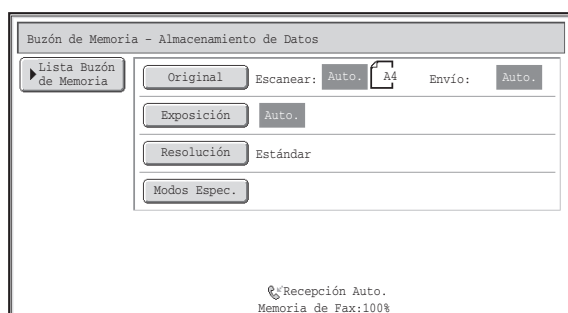 Buzón de Memoria - Almacenamiento de Datos
Lista Buzón
de Memoria
Original Escanear: Auto. A4 Envío: Auto.
Exposición Auto.
Resolución Estándar
Modos Espec.
Recepción Auto.
Memoria de Fax:100%